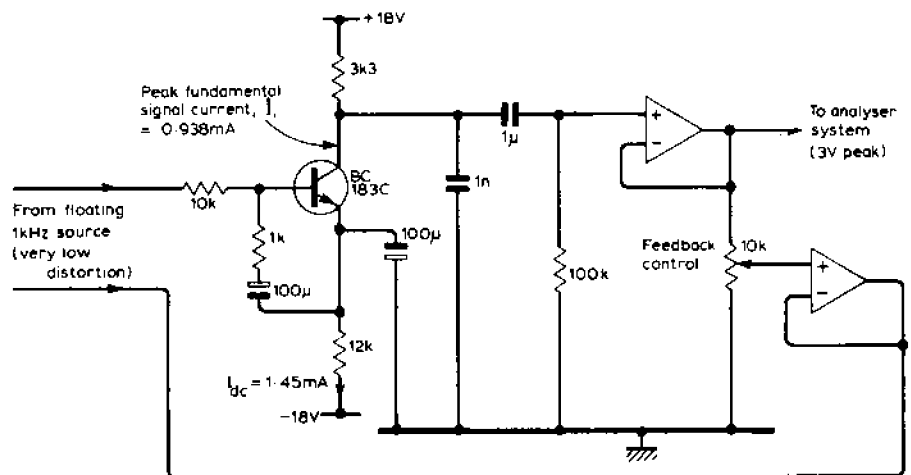 +18V
3k3
Peak fundamental
signal current, I,
= 0·938mA
BC
183C
10k
From floating
1kHz source
(very low
distortion)
1k
100µ
100µ
12k
Idc = 1·45mA
−18V
1n
1µ
100k
+
−
To analyser
system
(3V peak)
Feedback
control
10k
+
−